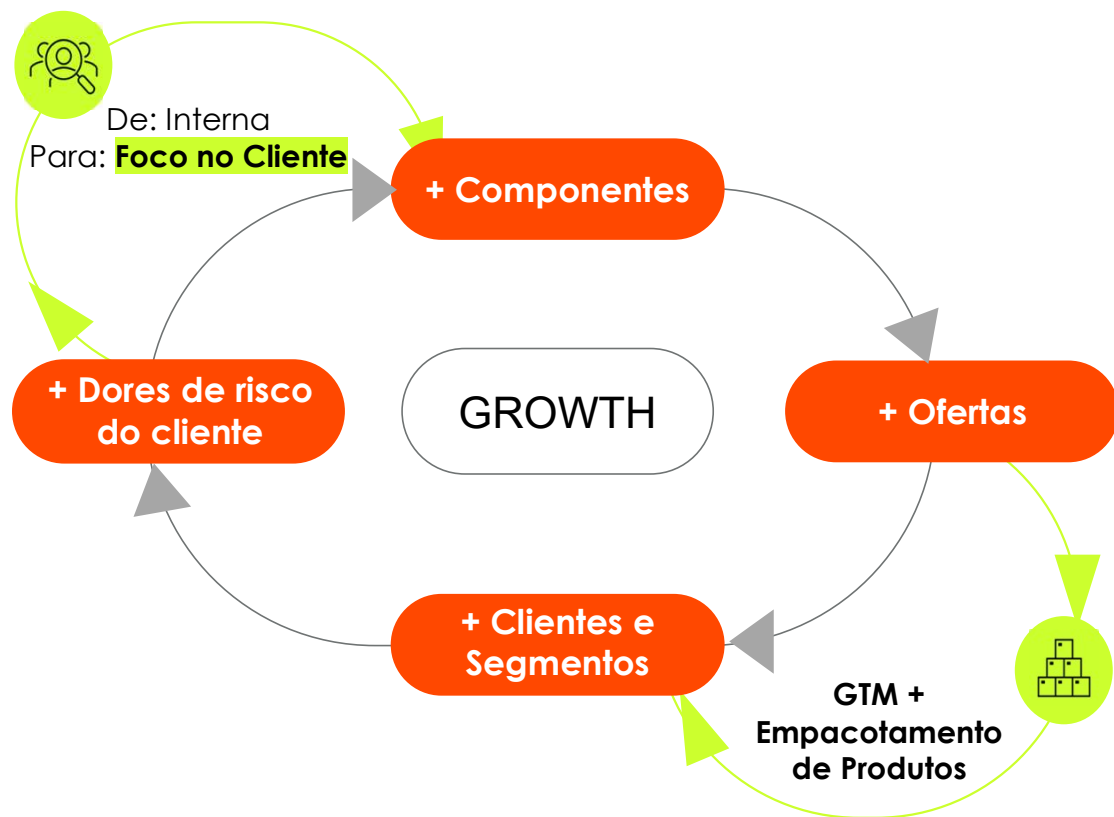 De: Interna
Para: Foco no Cliente
+ Componentes
+ Dores de risco
do cliente
GROWTH
+ Ofertas
+ Clientes e
Segmentos
GTM +
Empacotamento
de Produtos